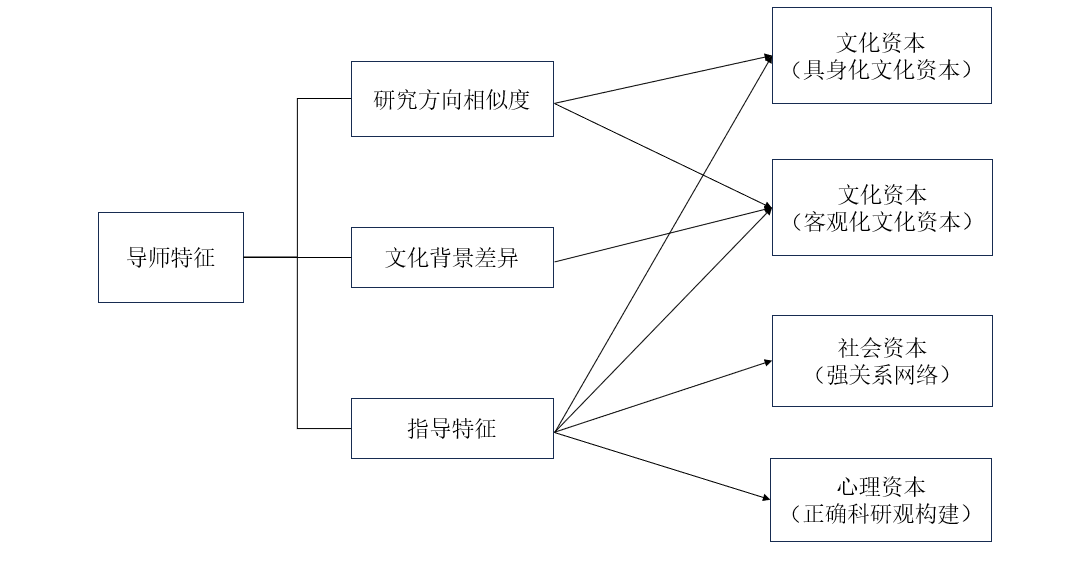 导师特征
研究方向相似度
文化背景差异
指导特征
文化资本
（具身化文化资本）
文化资本
（客观化文化资本）
社会资本
（强关系网络）
心理资本
（正确科研观构建）